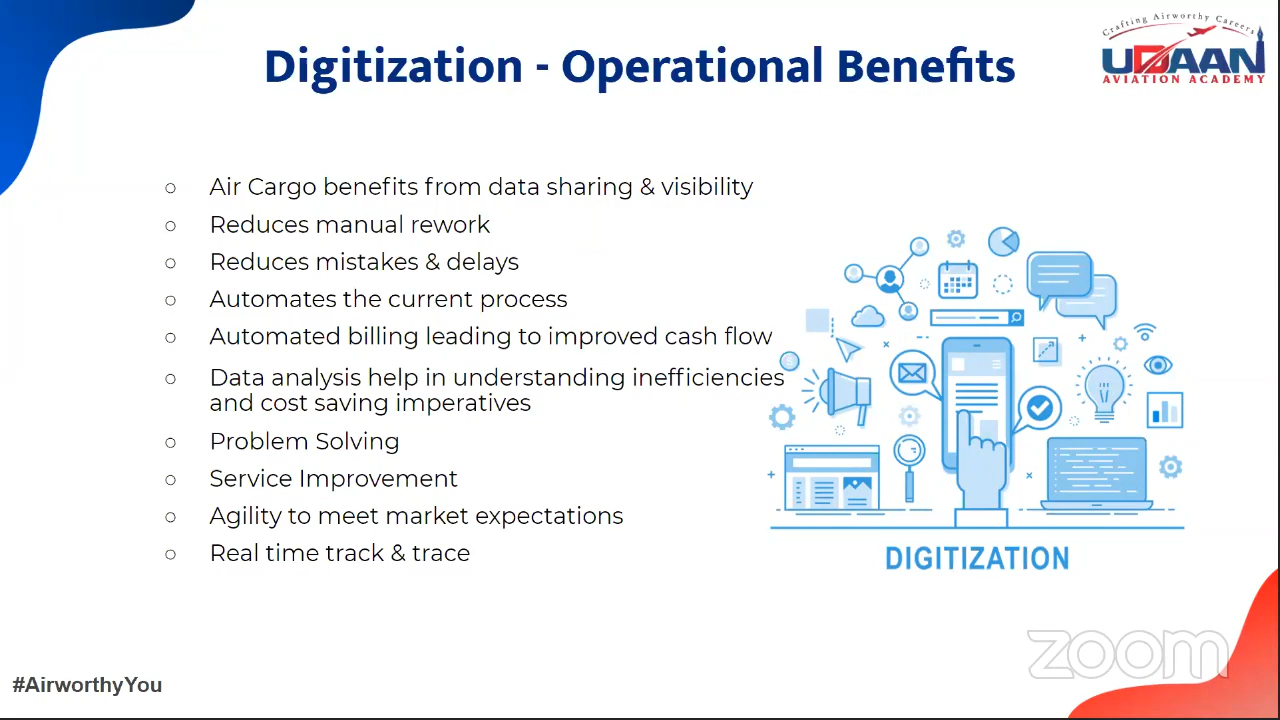 Crafting Airworthy Careers
UDAAN
AVIATION ACADEMY
Digitization - Operational Benefits
Air Cargo benefits from data sharing & visibility
Reduces manual rework
Reduces mistakes & delays
Automates the current process
Automated billing leading to improved cash flow
Data analysis help in understanding inefficiencies
and cost saving imperatives
Problem Solving
Service Improvement
Agility to meet market expectations
Real time track & trace
DIGITIZATION
zoom
#AirworthyYou